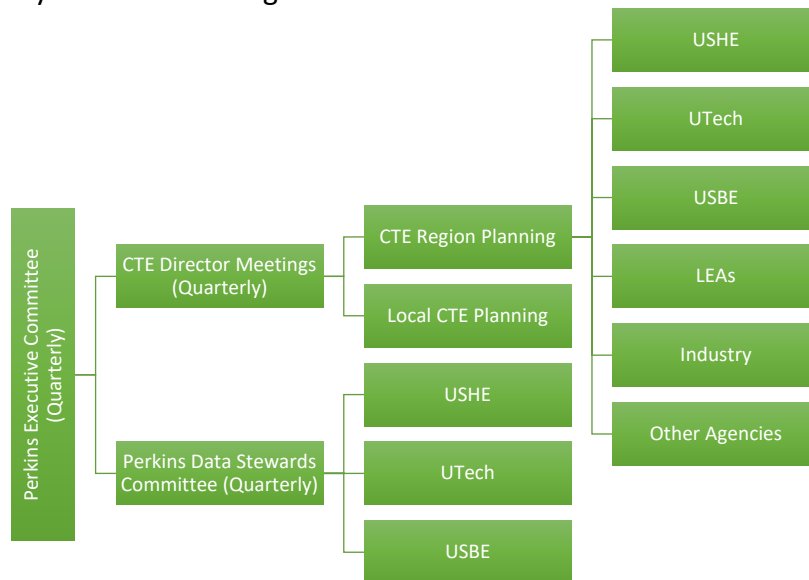 Perkins Executive Committee
(Quarterly)
CTE Director Meetings
(Quarterly)
CTE Region Planning
USHE
UTech
USBE
LEAs
Industry
Other Agencies
Local CTE Planning
Perkins Data Stewards
Committee (Quarterly)
USHE
UTech
USBE